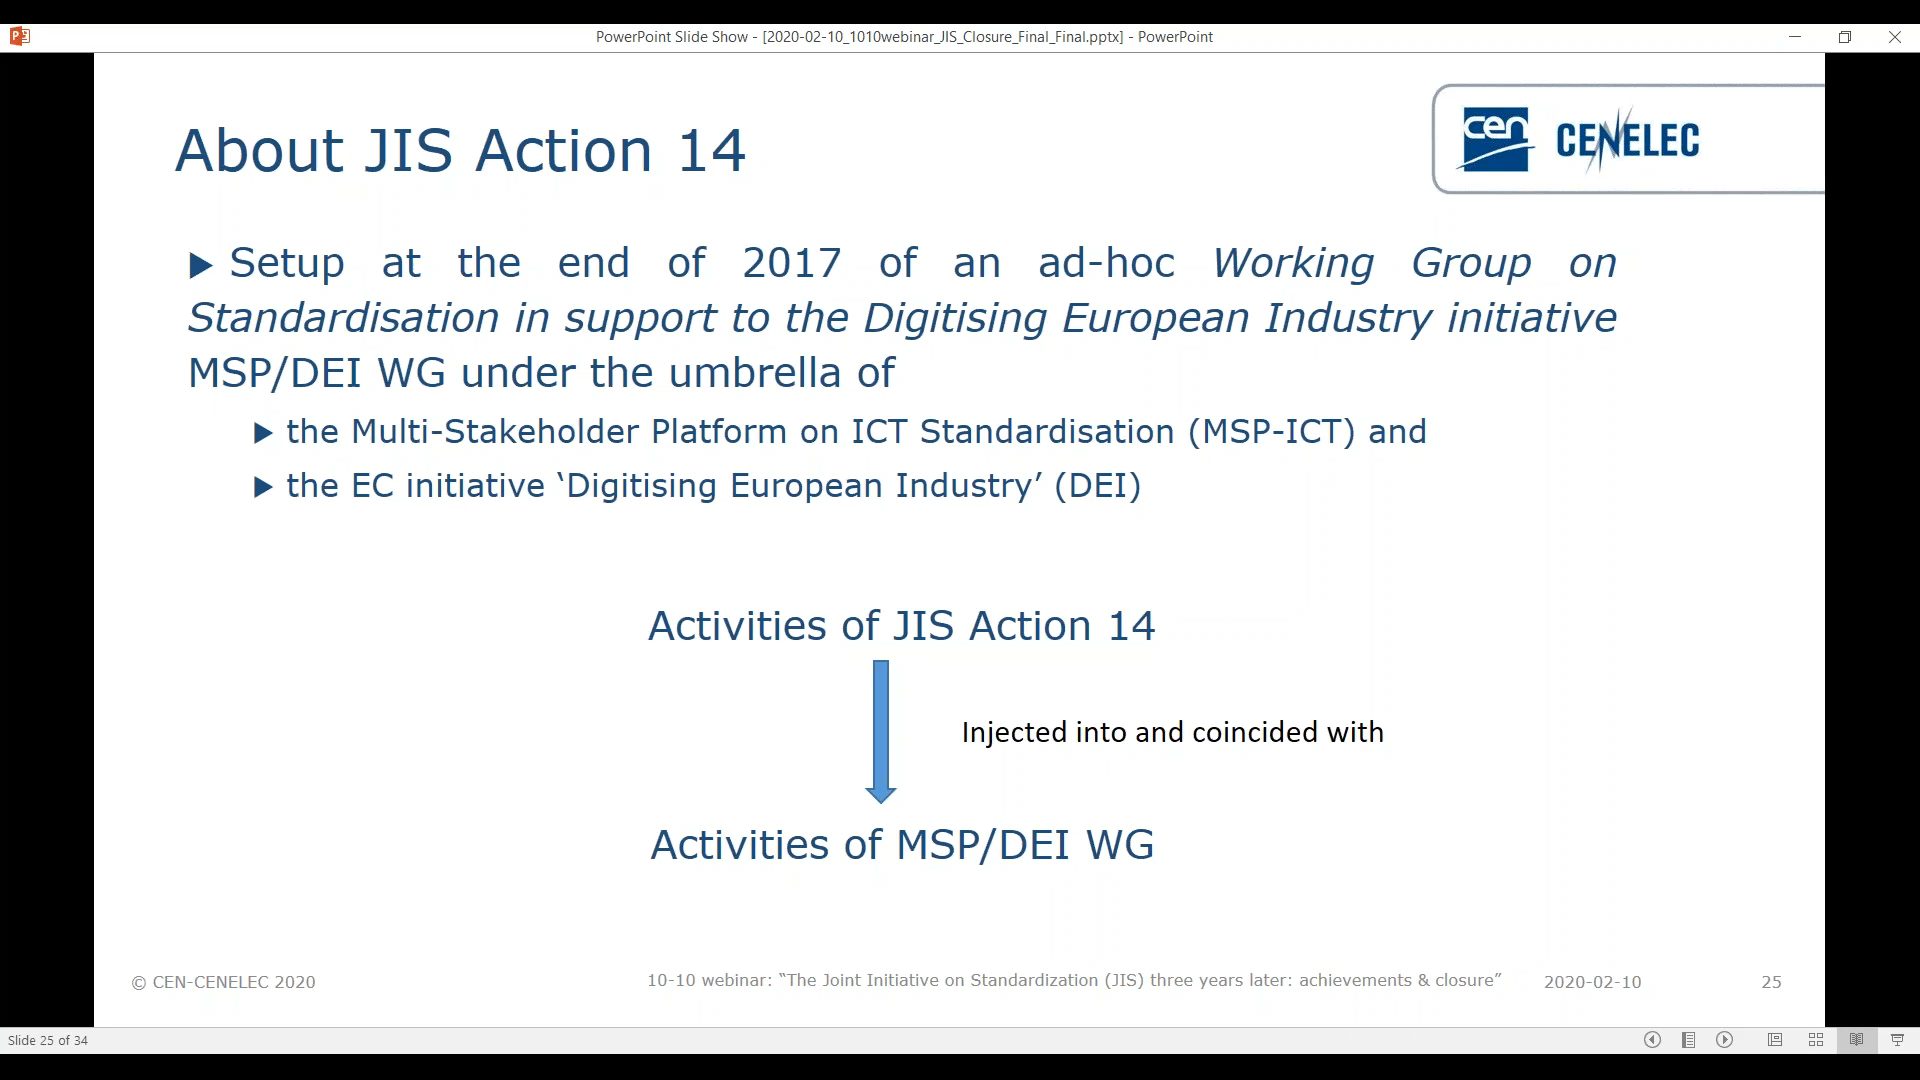 PowerPoint Slide Show - [2020-02-10_1010webinar_JIS_Closure_Final_Final.pptx] - PowerPoint
About JIS Action 14
cen CENELEC
▶ Setup at the end of 2017 of an ad-hoc Working Group on
Standardisation in support to the Digitising European Industry initiative
MSP/DEI WG under the umbrella of
▶ the Multi-Stakeholder Platform on ICT Standardisation (MSP-ICT) and
▶ the EC initiative ‘Digitising European Industry’ (DEI)
Activities of JIS Action 14
Injected into and coincided with
Activities of MSP/DEI WG
© CEN-CENELEC 2020
10-10 webinar: “The Joint Initiative on Standardization (JIS) three years later: achievements & closure”
2020-02-10
25
Slide 25 of 34